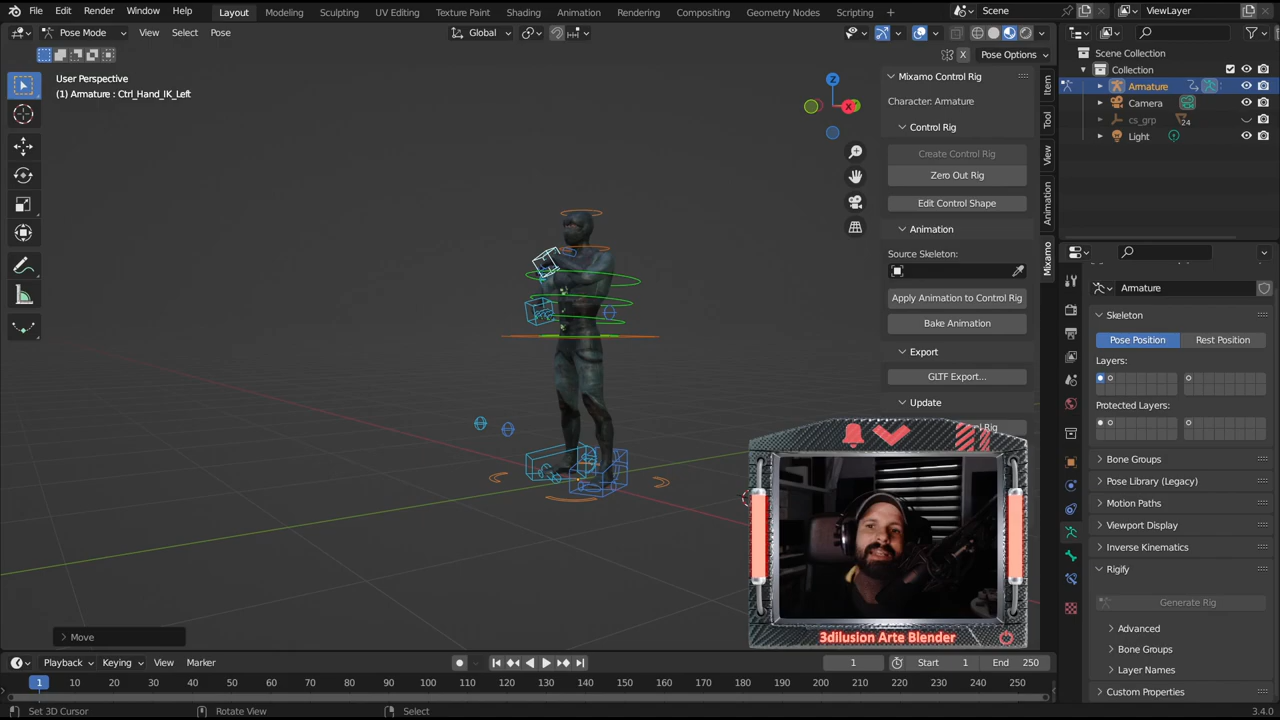 File Edit Render Window Help Layout Modeling Sculpting UV Editing Texture Paint Shading Animation Rendering Compositing Geometry Nodes Scripting Scene ViewLayer
Pose Mode View Select Pose Global
X Pose Options
User Perspective
(1) Armature : Ctrl_Hand_IK_Left
Z
X
Mixamo Control Rig
Character: Armature
Control Rig
Create Control Rig
Zero Out Rig
Edit Control Shape
Animation
Source Skeleton:
Apply Animation to Control Rig
Bake Animation
Export
GLTF Export...
Update
Item
Tool
View
Animation
Mixamo
Scene Collection
Collection
Armature
Camera
cs_grp 24
Light
Armature
Skeleton
Pose Position Rest Position
Layers:
Protected Layers:
Bone Groups
Pose Library (Legacy)
Motion Paths
Viewport Display
Inverse Kinematics
Rigify
Generate Rig
Advanced
Bone Groups
Layer Names
Custom Properties
3dilusion Arte Blender
Move
Playback Keying View Marker 1 Start 1 End 250
1 10 20 30 40 50 60 70 80 90 100 110 120 130 140 150 160 170 180 190 200 210 220 230 240 250
Set 3D Cursor Rotate View Select 3.4.0